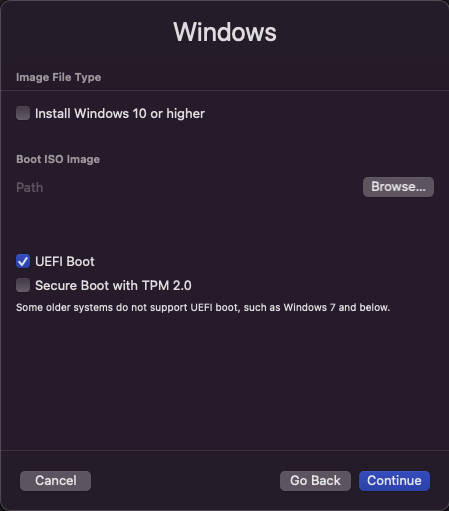 Windows
Image File Type
Install Windows 10 or higher
Boot ISO Image
Path
Browse...
UEFI Boot
Secure Boot with TPM 2.0
Some older systems do not support UEFI boot, such as Windows 7 and below.
Cancel
Go Back
Continue